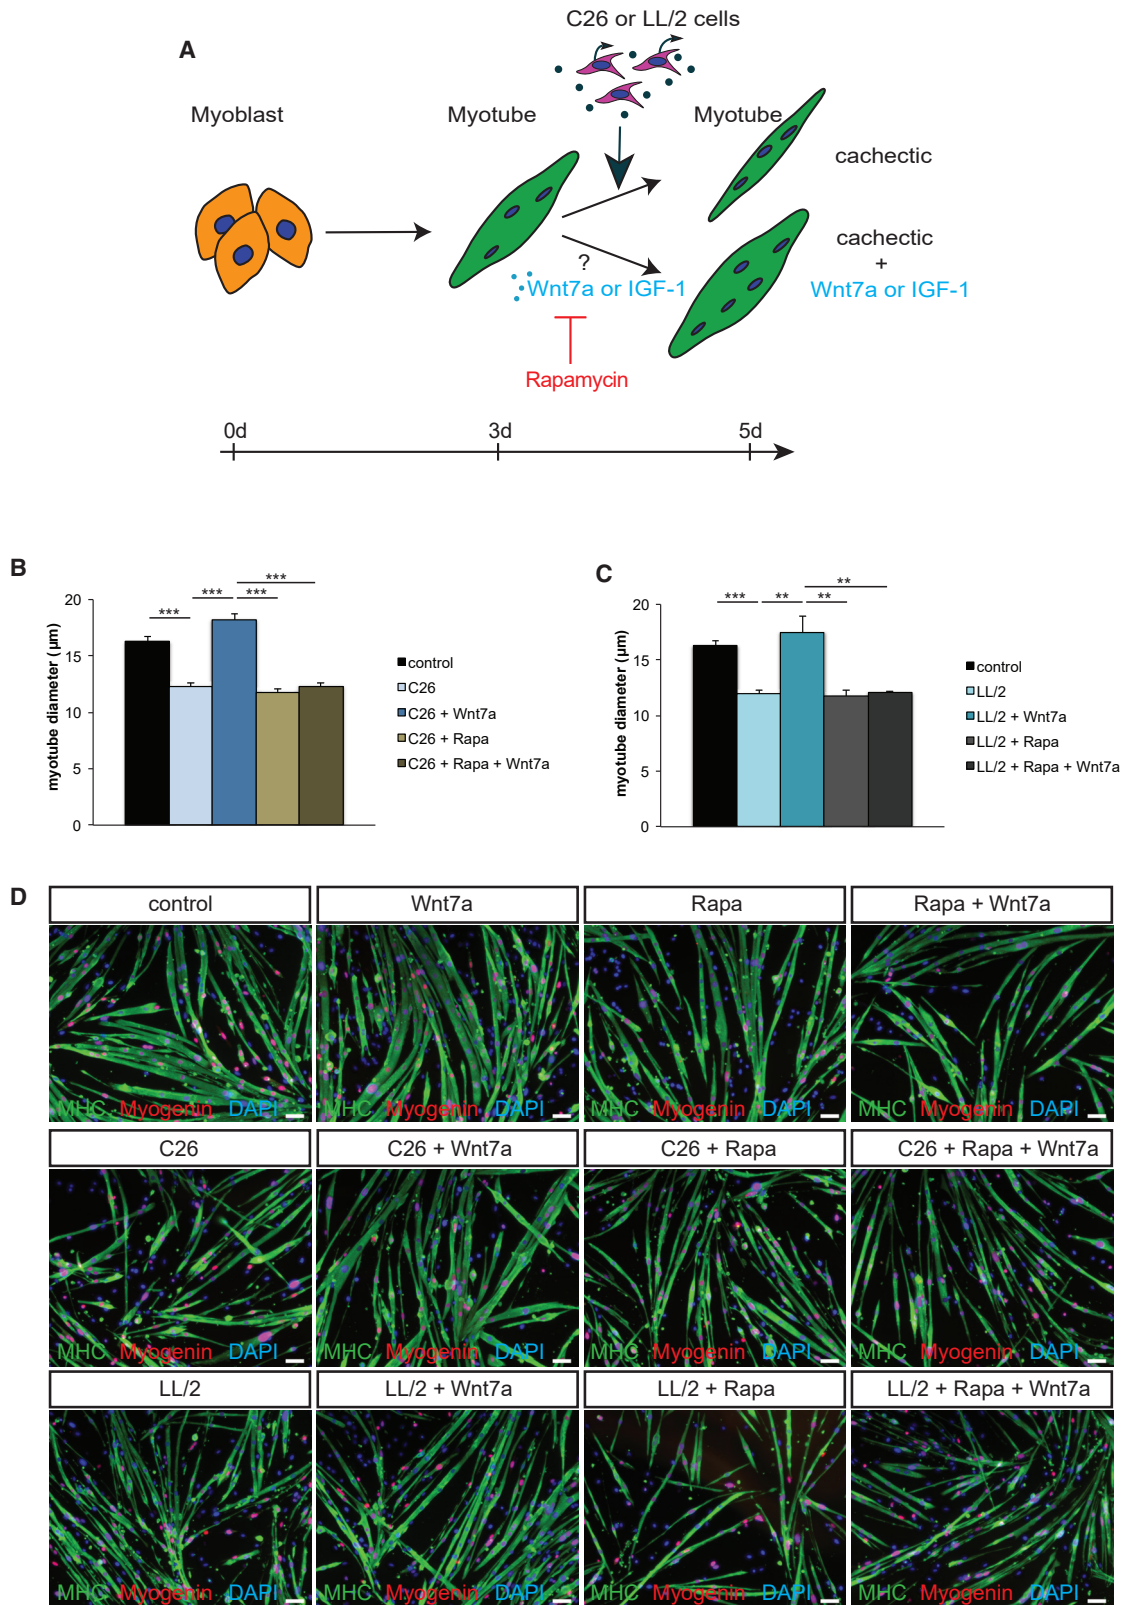 A
C26 or LL/2 cells
Myoblast
Myotube
Myotube
cachectic
cachectic
+
Wnt7a or IGF-1
?
Wnt7a or IGF-1
Rapamycin
0d
3d
5d
B
***
***
***
***
20
15
10
5
0
myotube diameter (µm)
control
C26
C26 + Wnt7a
C26 + Rapa
C26 + Rapa + Wnt7a
C
**
***
**
**
20
15
10
5
0
myotube diameter (µm)
control
LL/2
LL/2 + Wnt7a
LL/2 + Rapa
LL/2 + Rapa + Wnt7a
D
control
Wnt7a
Rapa
Rapa + Wnt7a
MHC Myogenin DAPI
MHC Myogenin DAPI
MHC Myogenin DAPI
MHC Myogenin DAPI
C26
C26 + Wnt7a
C26 + Rapa
C26 + Rapa + Wnt7a
MHC Myogenin DAPI
MHC Myogenin DAPI
MHC Myogenin DAPI
MHC Myogenin DAPI
LL/2
LL/2 + Wnt7a
LL/2 + Rapa
LL/2 + Rapa + Wnt7a
MHC Myogenin DAPI
MHC Myogenin DAPI
MHC Myogenin DAPI
MHC Myogenin DAPI